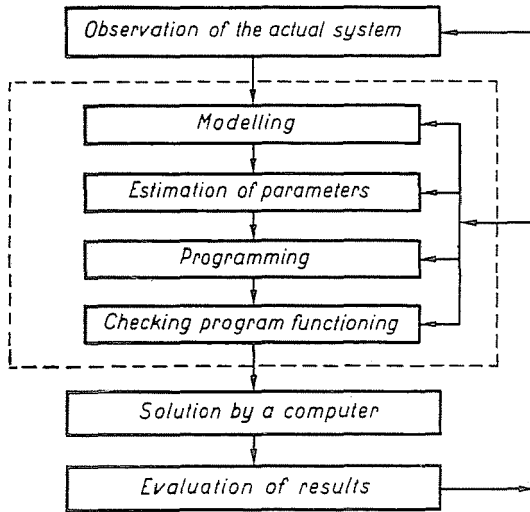 Observation of the actual system
Modelling
Estimation of parameters
Programming
Checking program functioning
Solution by a computer
Evaluation of results